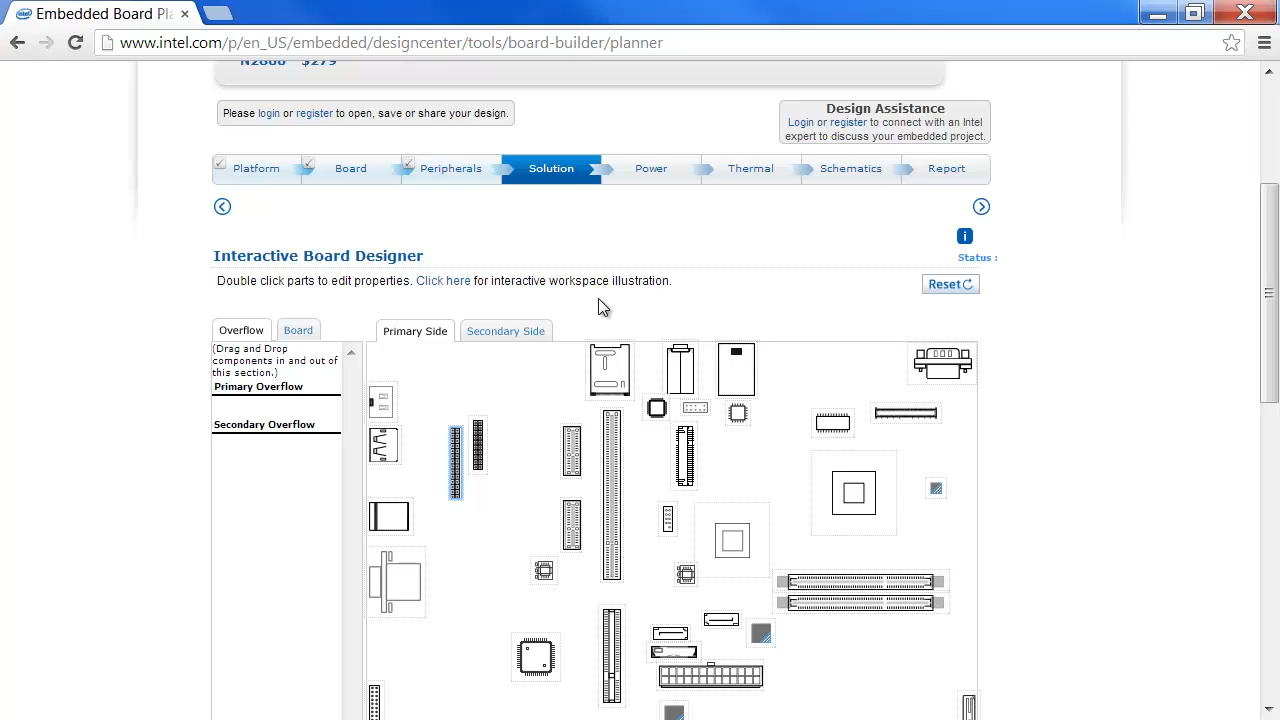 Embedded Board Pla
www.intel.com/p/en_US/embedded/designcenter/tools/board-builder/planner
N2800 $279
Please login or register to open, save or share your design.
Design Assistance
Login or register to connect with an Intel
expert to discuss your embedded project.
Platform
Board
Peripherals
Solution
Power
Thermal
Schematics
Report
i
Interactive Board Designer
Status :
Double click parts to edit properties. Click here for interactive workspace illustration.
Reset
Overflow
Board
Primary Side
Secondary Side
(Drag and Drop
components in and out of
this section.)
Primary Overflow
Secondary Overflow